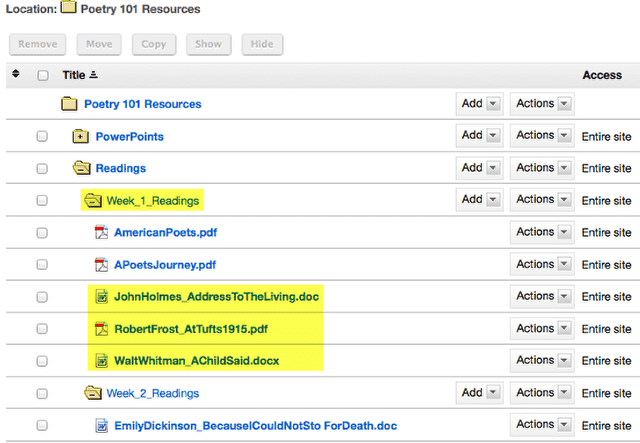 Location: Poetry 101 Resources
Remove Move Copy Show Hide
Title Access
Poetry 101 Resources Add Actions
PowerPoints Add Actions Entire site
Readings Add Actions Entire site
Week_1_Readings Add Actions Entire site
AmericanPoets.pdf Actions Entire site
APoetsJourney.pdf Actions Entire site
JohnHolmes_AddressToTheLiving.doc Actions Entire site
RobertFrost_AtTufts1915.pdf Actions Entire site
WaltWhitman_AChildSaid.docx Actions Entire site
Week_2_Readings Add Actions Entire site
EmilyDickinson_BecauseICouldNotSto ForDeath.doc Actions Entire site